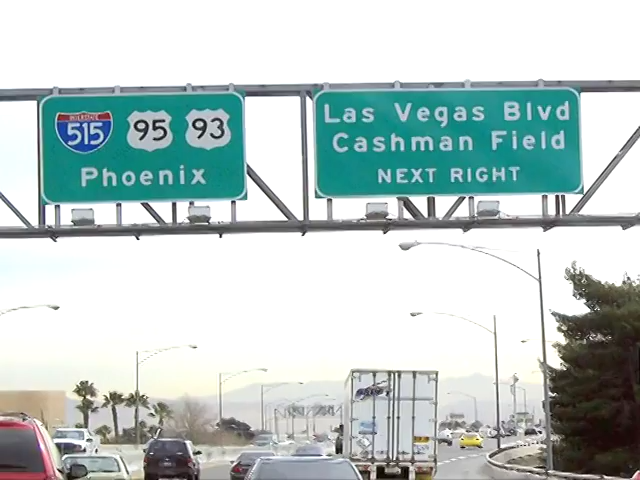 INTERSTATE
515 95 93
Phoenix
Las Vegas Blvd
Cashman Field
NEXT RIGHT